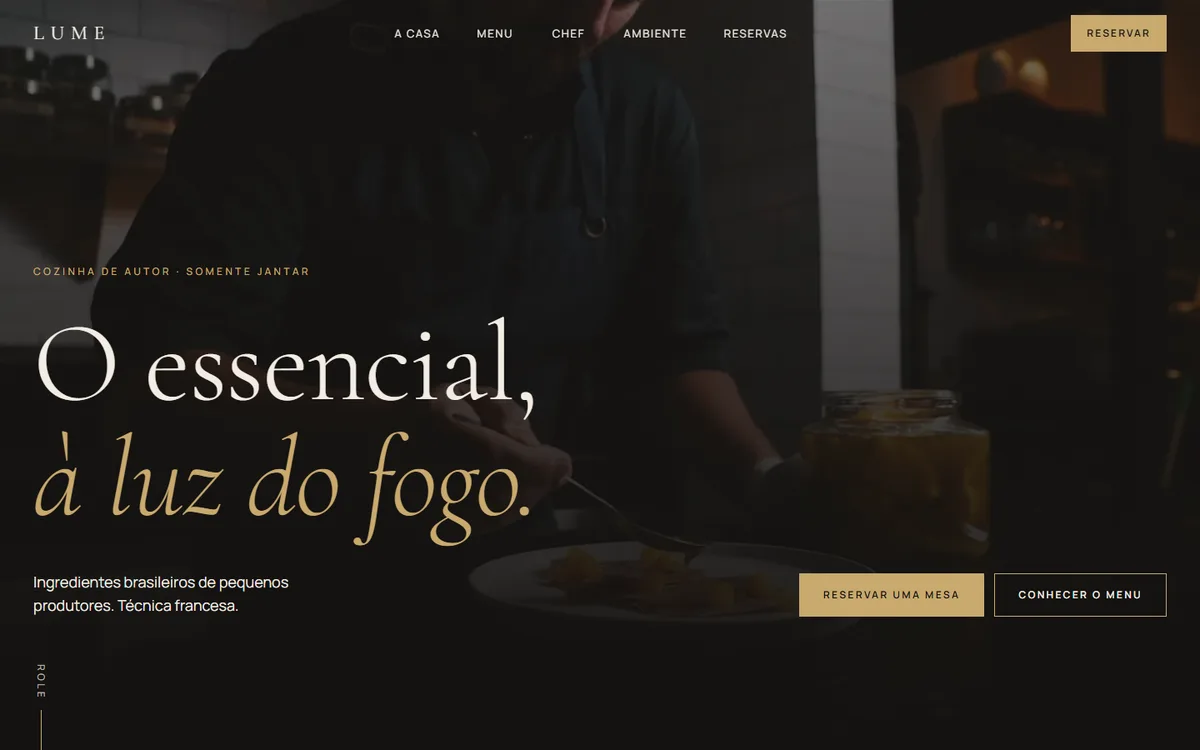 LUME
A CASA
MENU
CHEF
AMBIENTE
RESERVAS
RESERVAR
COZINHA DE AUTOR · SOMENTE JANTAR
O essencial,
à luz do fogo.
Ingredientes brasileiros de pequenos
produtores. Técnica francesa.
RESERVAR UMA MESA
CONHECER O MENU
ROLE